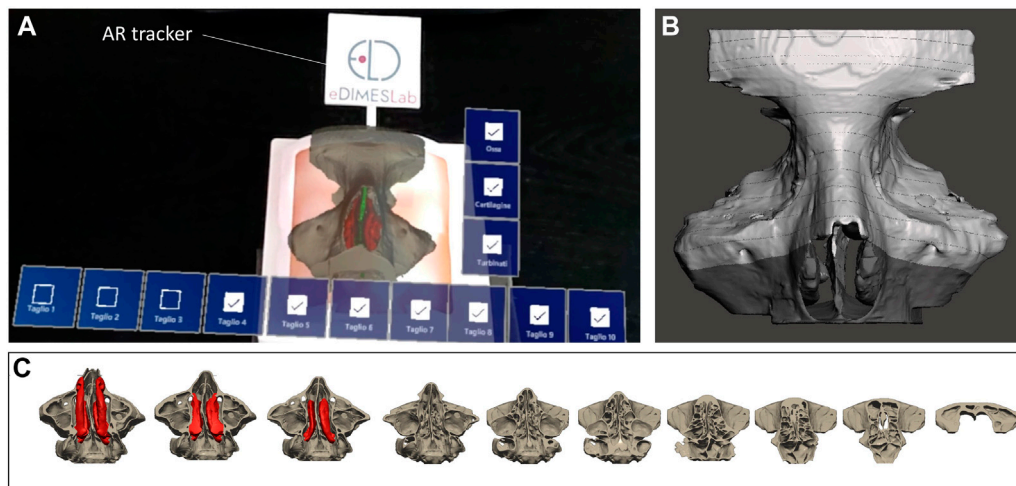 A
AR tracker
eDIMESLab
Ossa
Cartilagine
Turbinati
Taglio 1
Taglio 2
Taglio 3
Taglio 4
Taglio 5
Taglio 6
Taglio 7
Taglio 8
Taglio 9
Taglio 10
B
C